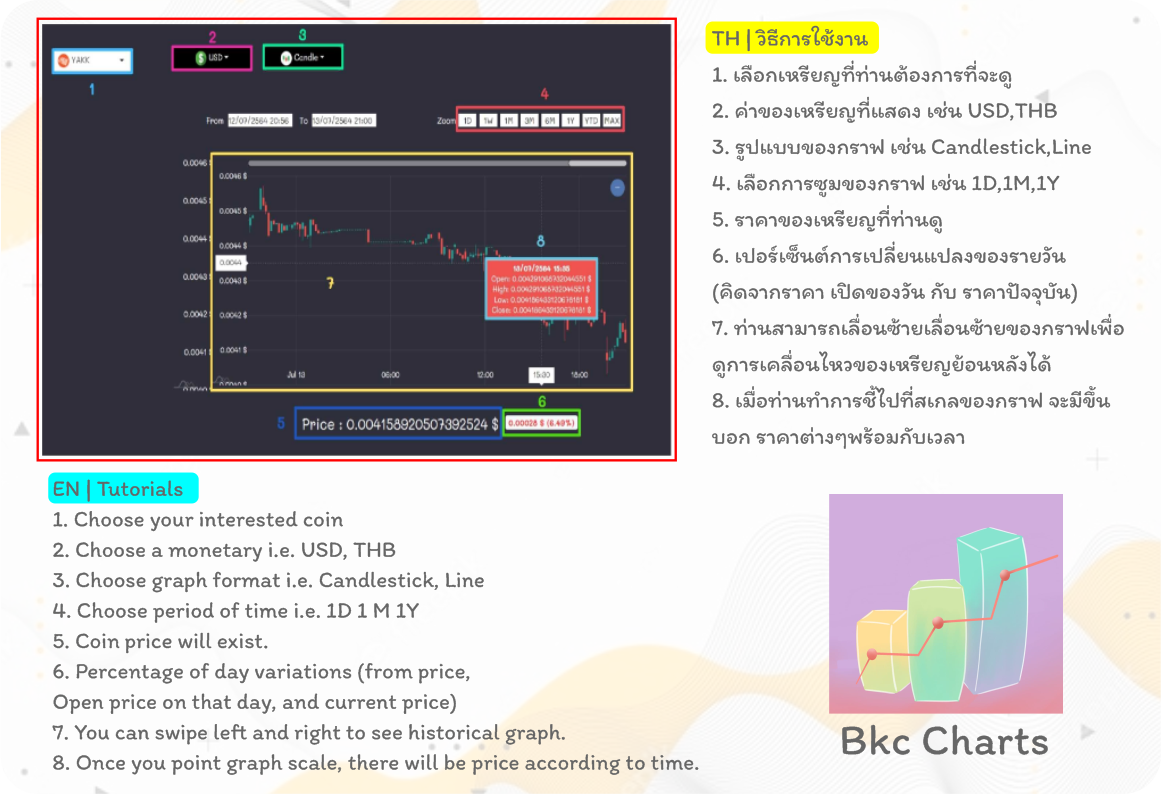 2
3
YAKK
USD
Candle
1
4
From 12/07/2564 20:56 To 13/07/2564 21:00
Zoom 1D 1W 1M 3M 6M 1Y YTD MAX
0.0046 $
0.0045 $
0.0044 $
0.0043 $
0.0042 $
0.0041 $
0.0046
0.0045
0.0044
0.0043
0.0042
0.0041
0.0044
8
13/07/2564 15:35
Open:
High:
Low:
Close:
7
Jul 13 06:00 12:00 15:30 18:00
6
5 Price : 0.004158920507392524 $ 0.00028 $ (6.49%)
TH | วิธีการใช้งาน
1. เลือกเหรียญที่ท่านต้องการที่จะดู
2. ค่าของเหรียญที่แสดง เช่น USD,THB
3. รูปแบบของกราฟ เช่น Candlestick,Line
4. เลือกการซูมของกราฟ เช่น 1D,1M,1Y
5. ราคาของเหรียญที่ท่านดู
6. เปอร์เซ็นต์การเปลี่ยนแปลงของรายวัน
(คิดจากราคา เปิดของวัน กับ ราคาปัจจุบัน)
7. ท่านสามารถเลื่อนซ้ายเลื่อนซ้ายของกราฟเพื่อ
ดูการเคลื่อนไหวของเหรียญย้อนหลังได้
8. เมื่อท่านทำการชี้ไปที่สเกลของกราฟ จะมีขึ้น
บอก ราคาต่างๆพร้อมกับเวลา
EN | Tutorials
1. Choose your interested coin
2. Choose a monetary i.e. USD, THB
3. Choose graph format i.e. Candlestick, Line
4. Choose period of time i.e. 1D 1 M 1Y
5. Coin price will exist.
6. Percentage of day variations (from price,
Open price on that day, and current price)
7. You can swipe left and right to see historical graph.
8. Once you point graph scale, there will be price according to time.
Bkc Charts